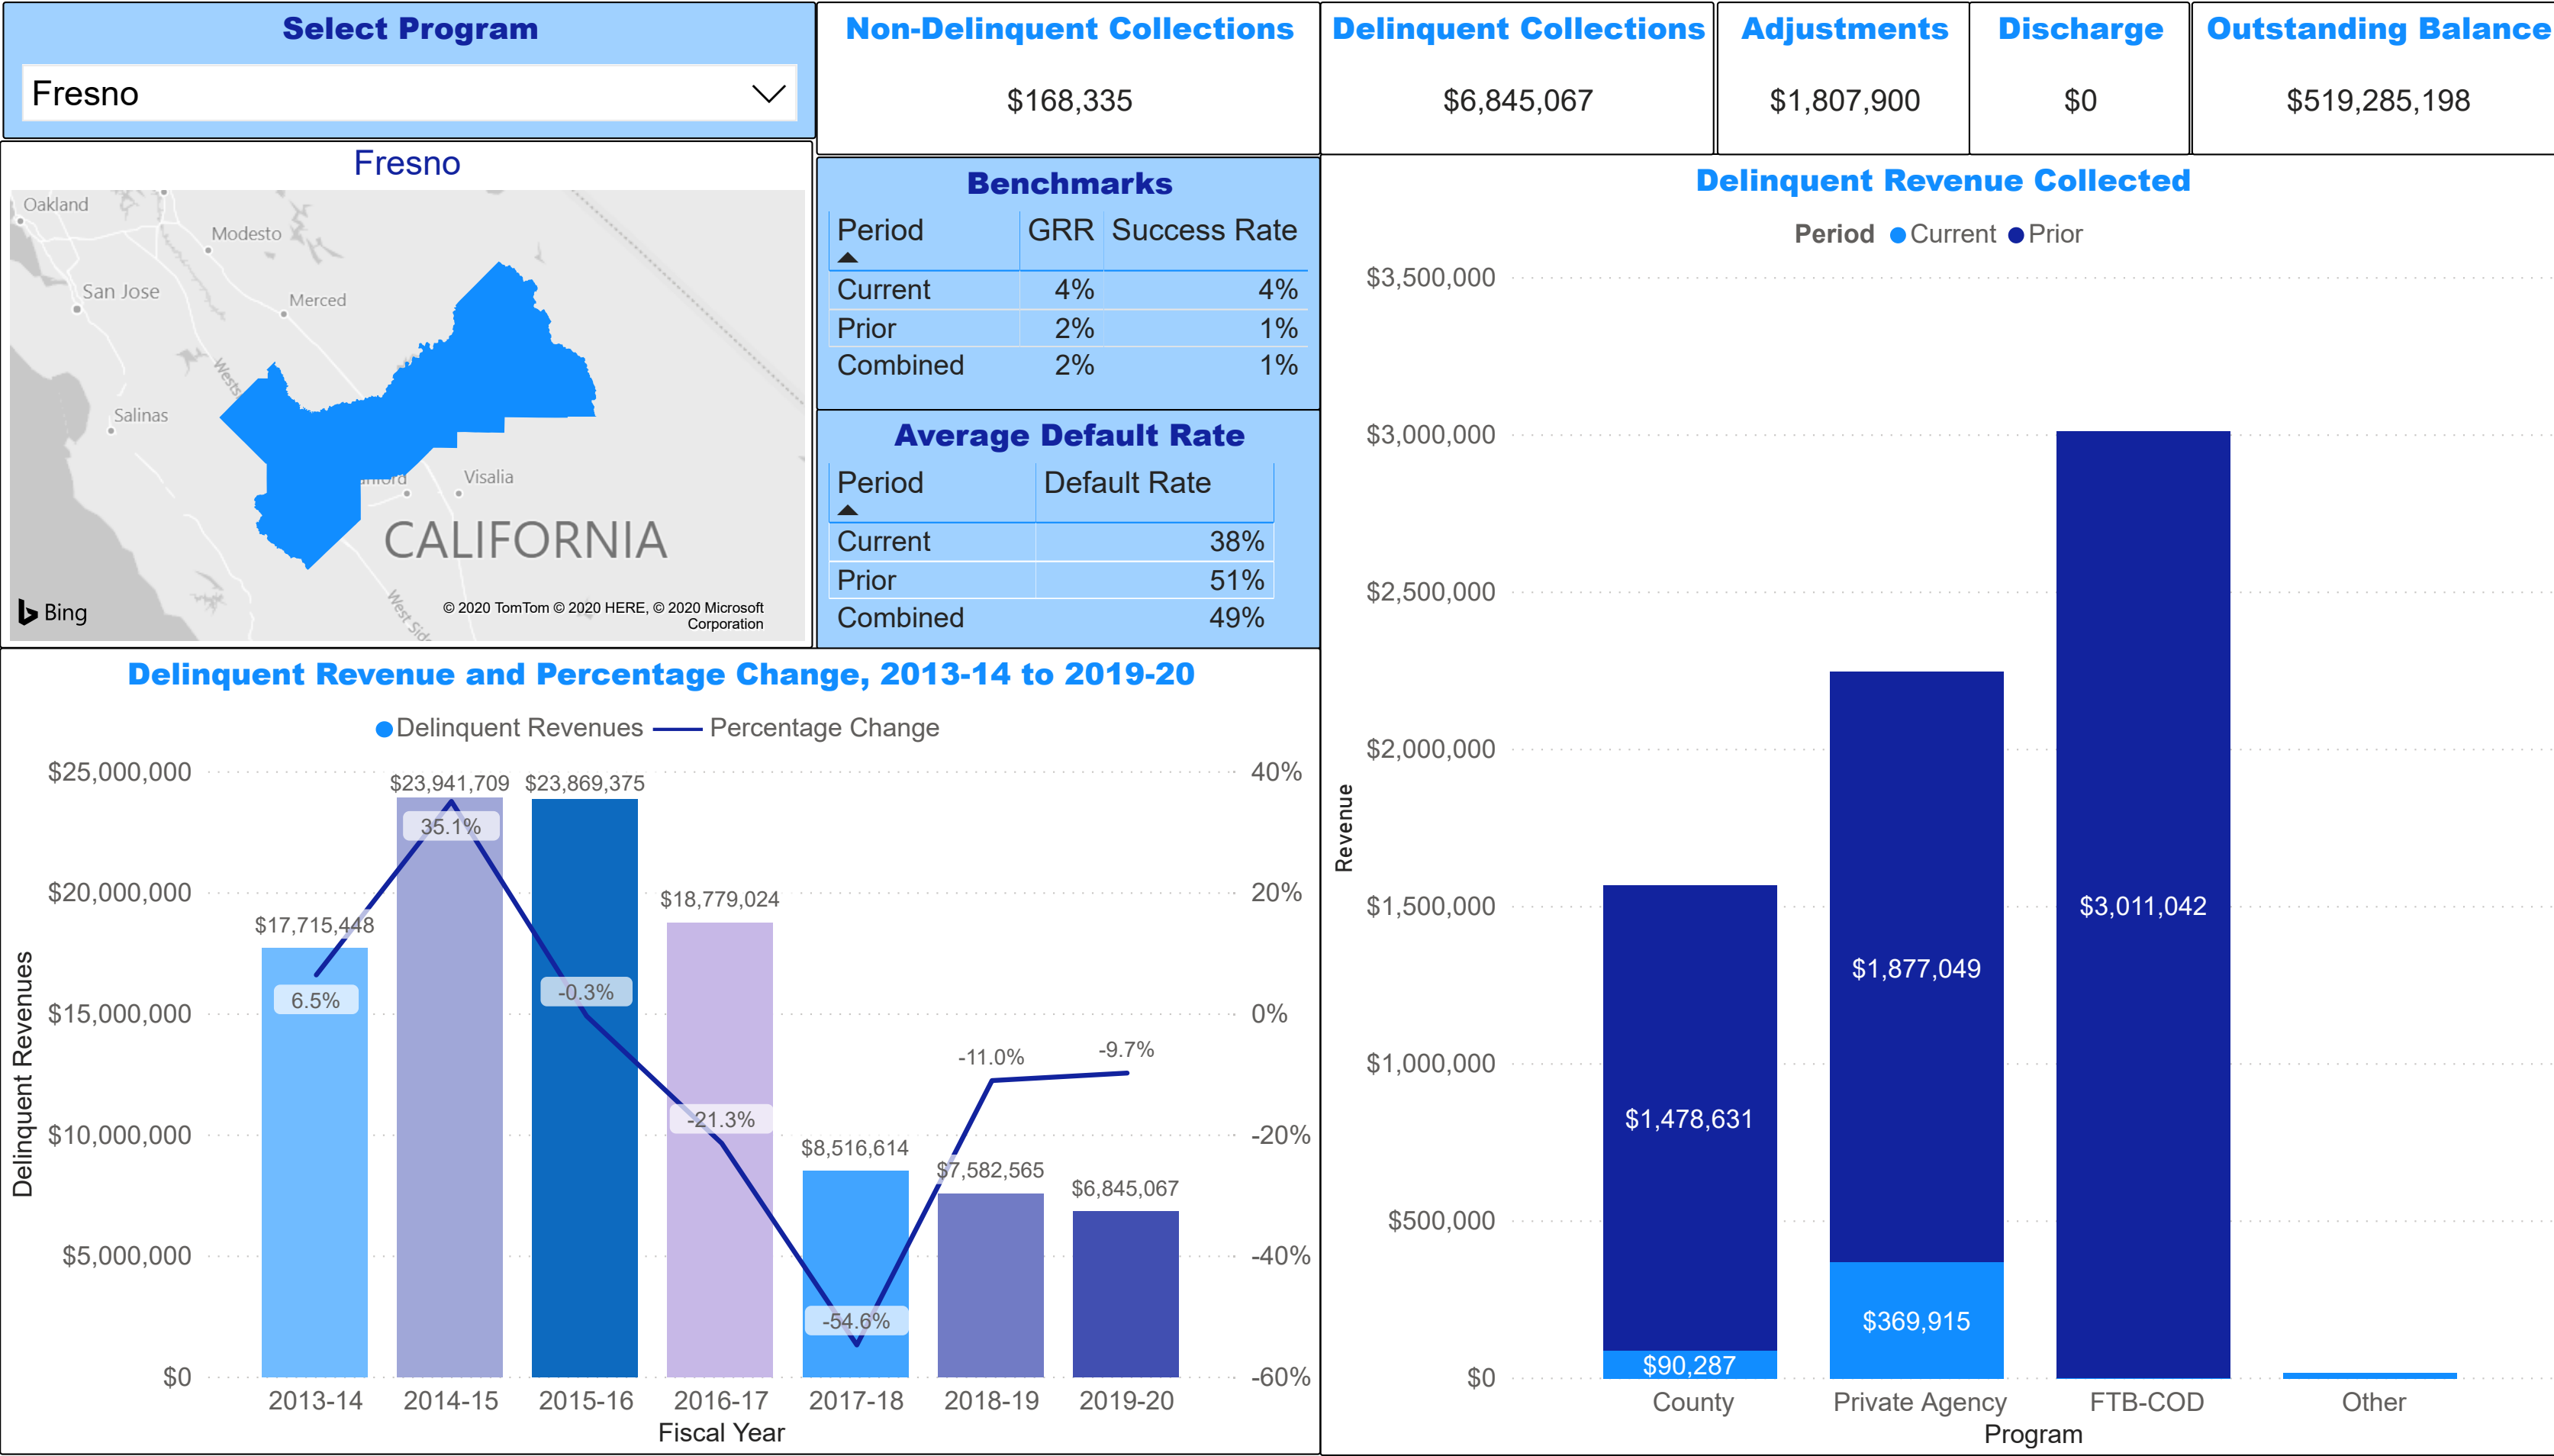 Select Program
Fresno
Non-Delinquent Collections
$168,335
Delinquent Collections
$6,845,067
Adjustments
$1,807,900
Discharge
$0
Outstanding Balance
$519,285,198
Fresno
Oakland
Modesto
San Jose
Merced
Salinas
Visalia
CALIFORNIA
West Side
Bing
© 2020 TomTom © 2020 HERE, © 2020 Microsoft
Corporation
Benchmarks
Period GRR Success Rate
Current 4% 4%
Prior 2% 1%
Combined 2% 1%
Average Default Rate
Period Default Rate
Current 38%
Prior 51%
Combined 49%
Delinquent Revenue and Percentage Change, 2013-14 to 2019-20
Delinquent Revenues Percentage Change
Delinquent Revenues
$25,000,000
$20,000,000
$15,000,000
$10,000,000
$5,000,000
$0
40%
20%
0%
-20%
-40%
-60%
$17,715,448
$23,941,709
$23,869,375
$18,779,024
$8,516,614
$7,582,565
$6,845,067
6.5%
35.1%
-0.3%
-21.3%
-54.6%
-11.0%
-9.7%
2013-14 2014-15 2015-16 2016-17 2017-18 2018-19 2019-20
Fiscal Year
Delinquent Revenue Collected
Period Current Prior
Revenue
$3,500,000
$3,000,000
$2,500,000
$2,000,000
$1,500,000
$1,000,000
$500,000
$0
$1,478,631
$90,287
$1,877,049
$369,915
$3,011,042
County Private Agency FTB-COD Other
Program